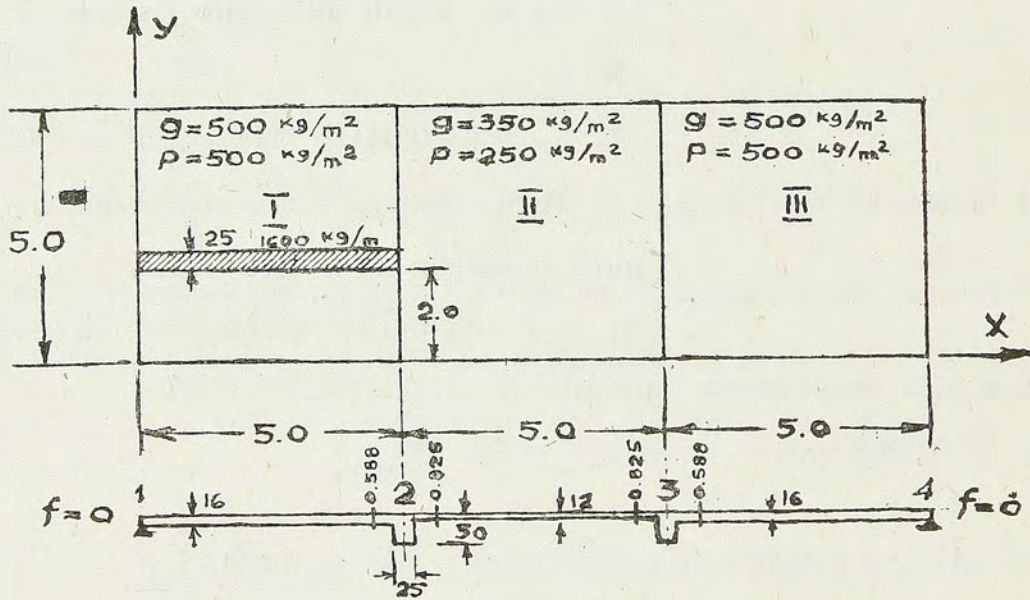 Y
g=500 kg/m²
P=500 kg/m²
I
g=350 kg/m²
P=250 kg/m²
II
g=500 kg/m²
P=500 kg/m²
III
5.0
25 1600 kg/m
2.0
X
5.0 5.0 5.0
0.588 0.825 0.825 0.588
1 2 3 4
f=0 16 12 16 f=0
50
25